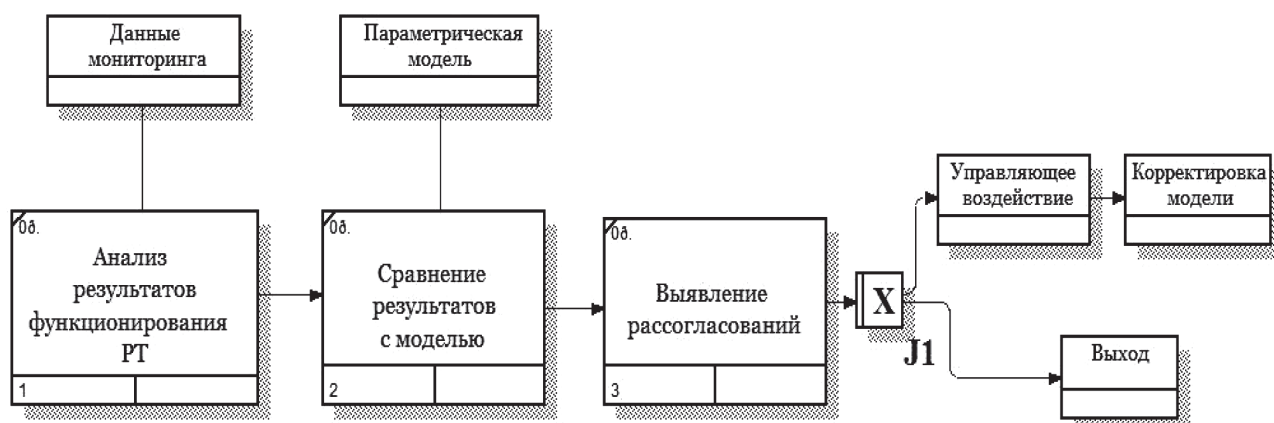 Данные
мониторинга
Параметрическая
модель
0д.
Анализ
результатов
функционирования
РТ
1
0д.
Сравнение
результатов
с моделью
2
0д.
Выявление
рассогласований
3
X
J1
Управляющее
воздействие
Корректировка
модели
Выход